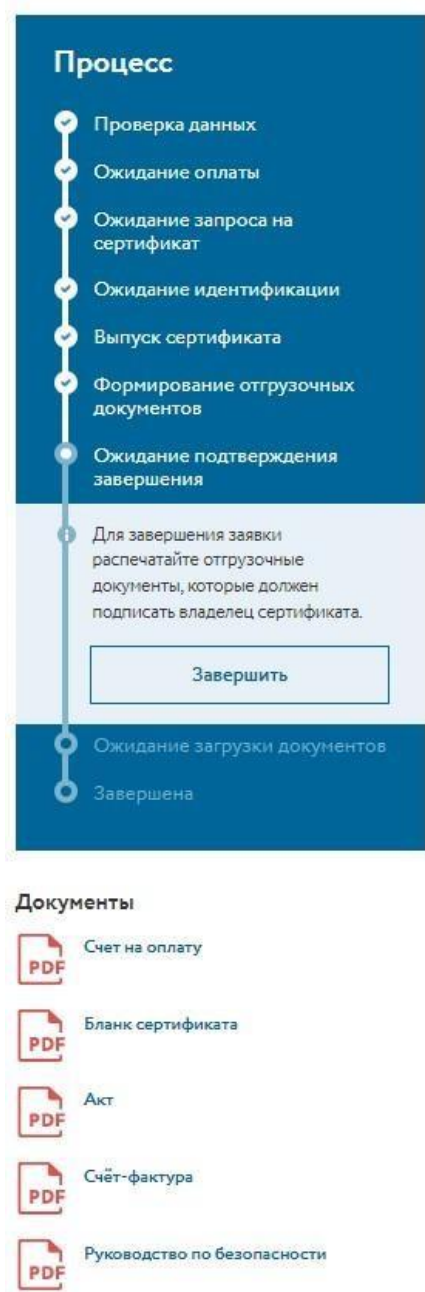 Процесс
Проверка данных
Ожидание оплаты
Ожидание запроса на
сертификат
Ожидание идентификации
Выпуск сертификата
Формирование отгрузочных
документов
Ожидание подтверждения
завершения
Для завершения заявки
распечатайте отгрузочные
документы, которые должен
подписать владелец сертификата.
Завершить
Ожидание загрузки документов
Завершена
Документы
PDF Счет на оплату
PDF Бланк сертификата
PDF Акт
PDF Счёт-фактура
PDF Руководство по безопасности